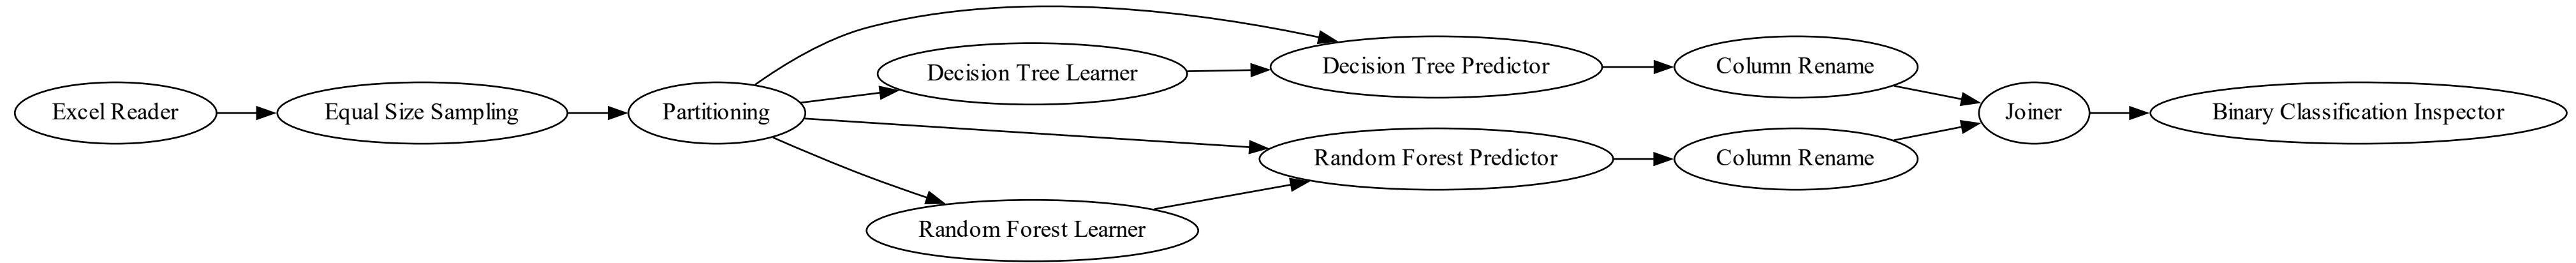 Excel Reader
Equal Size Sampling
Partitioning
Decision Tree Learner
Decision Tree Predictor
Column Rename
Random Forest Predictor
Column Rename
Random Forest Learner
Joiner
Binary Classification Inspector